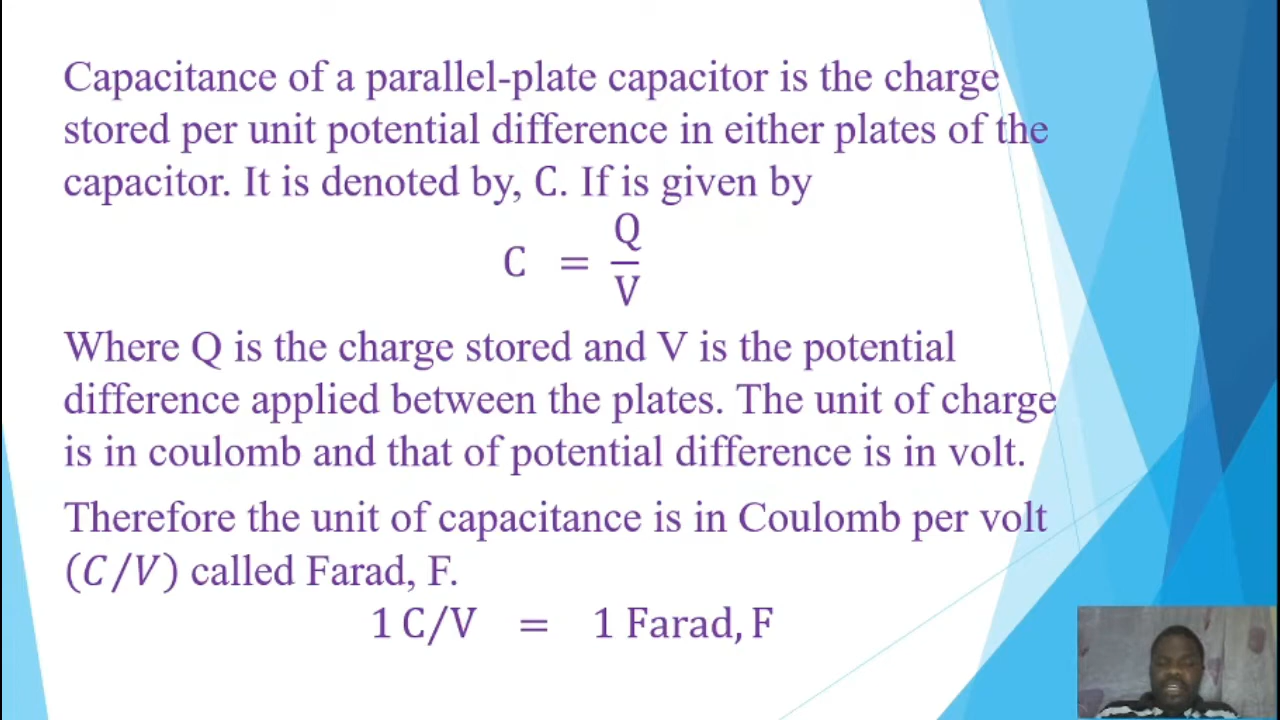 Capacitance of a parallel-plate capacitor is the charge
stored per unit potential difference in either plates of the
capacitor. It is denoted by, C. If is given by
C = Q/V
Where Q is the charge stored and V is the potential
difference applied between the plates. The unit of charge
is in coulomb and that of potential difference is in volt.
Therefore the unit of capacitance is in Coulomb per volt
(C/V) called Farad, F.
1 C/V = 1 Farad, F